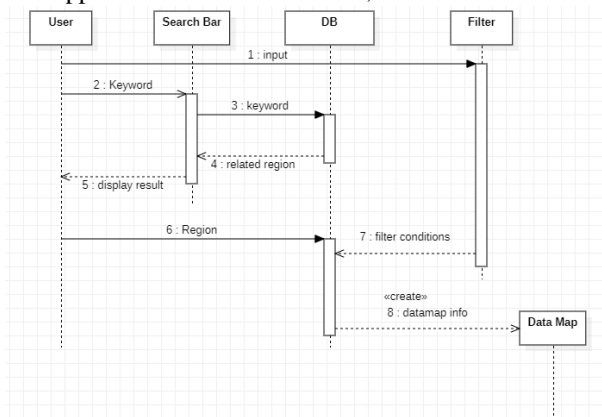 User
Search Bar
DB
Filter
1 : input
2 : Keyword
3 : keyword
4 : related region
5 : display result
6 : Region
7 : filter conditions
«create»
8 : datamap info
Data Map